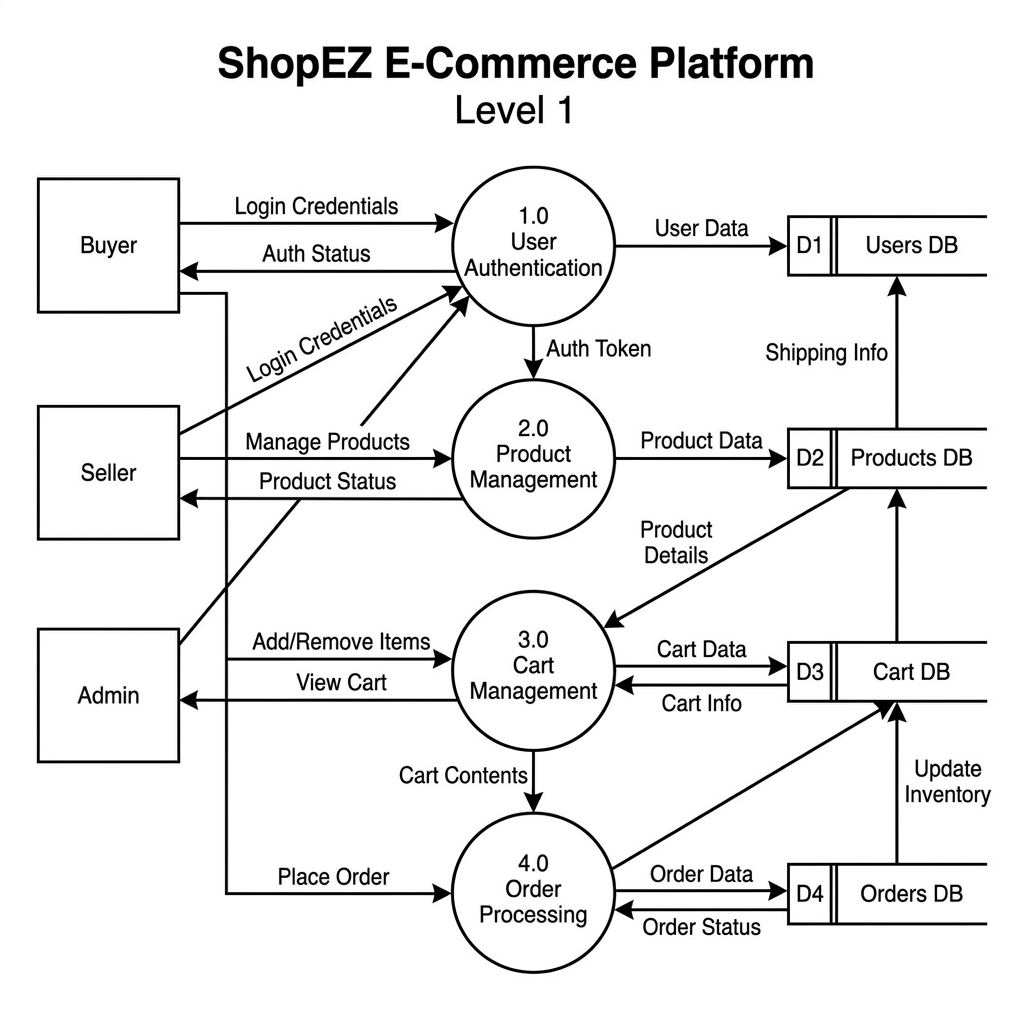 ShopEZ E-Commerce Platform
Level 1
Buyer
Login Credentials
Auth Status
1.0
User
Authentication
User Data
D1
Users DB
Login Credentials
Auth Token
Shipping Info
Seller
Manage Products
Product Status
2.0
Product
Management
Product Data
D2
Products DB
Product
Details
Admin
Add/Remove Items
View Cart
3.0
Cart
Management
Cart Data
Cart Info
D3
Cart DB
Cart Contents
Update
Inventory
Place Order
4.0
Order
Processing
Order Data
Order Status
D4
Orders DB